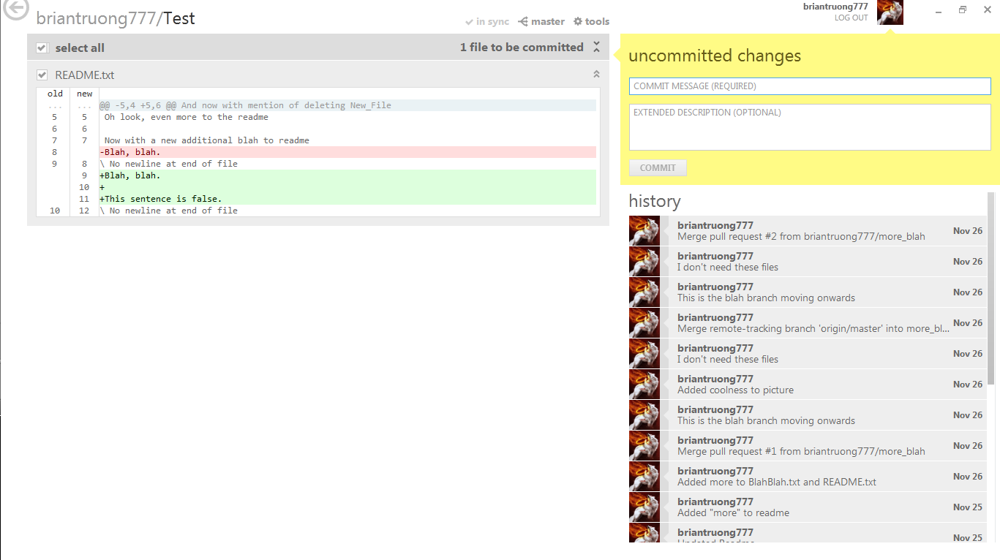 briantruong777/Test
in sync master tools
briantruong777
LOG OUT
select all 1 file to be committed
README.txt
old new
... ... @@ -5,4 +5,6 @@ And now with mention of deleting New_File
5 5 Oh look, even more to the readme
6 6
7 7 Now with a new additional blah to readme
8 -Blah, blah.
9 8 \ No newline at end of file
9 +Blah, blah.
10 +
11 +This sentence is false.
10 12 \ No newline at end of file
uncommitted changes
COMMIT MESSAGE (REQUIRED)
EXTENDED DESCRIPTION (OPTIONAL)
COMMIT
history
briantruong777
Merge pull request #2 from briantruong777/more_blah Nov 26
briantruong777
I don't need these files Nov 26
briantruong777
This is the blah branch moving onwards Nov 26
briantruong777
Merge remote-tracking branch 'origin/master' into more_bl... Nov 26
briantruong777
I don't need these files Nov 26
briantruong777
Added coolness to picture Nov 26
briantruong777
This is the blah branch moving onwards Nov 26
briantruong777
Merge pull request #1 from briantruong777/more_blah Nov 26
briantruong777
Added more to BlahBlah.txt and README.txt Nov 26
briantruong777
Added "more" to readme Nov 25
briantruong777
Nov 25